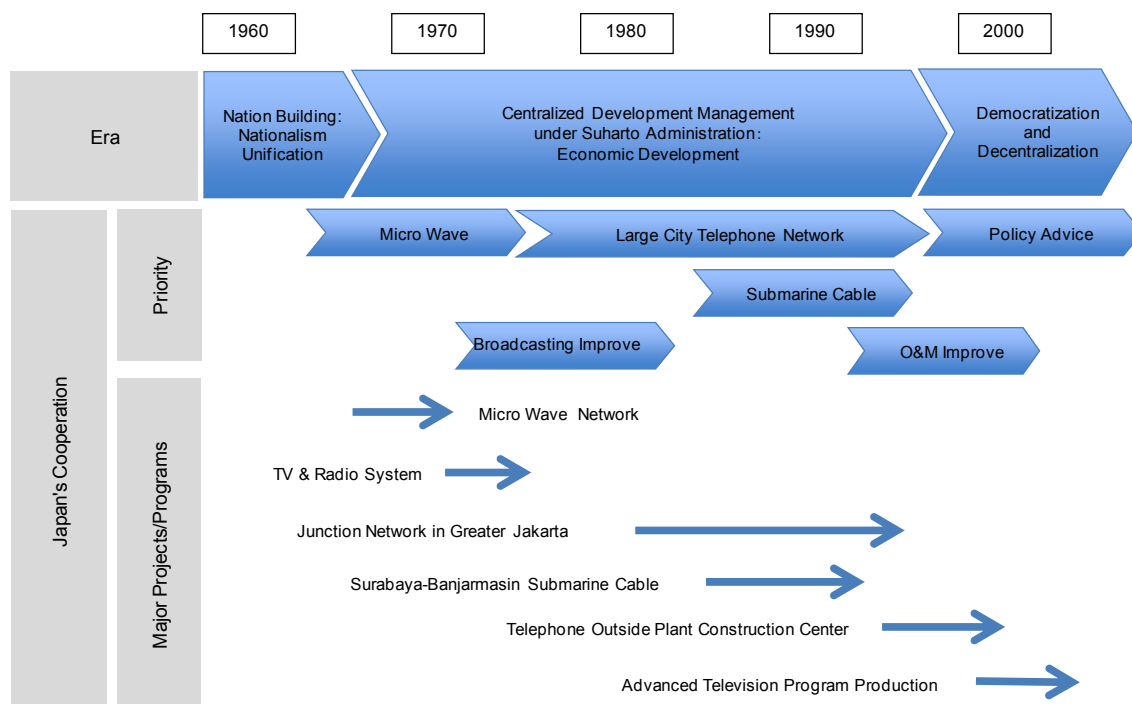 1960
1970
1980
1990
2000
Era
Nation Building:
Nationalism
Unification
Centralized Development Management
under Suharto Administration:
Economic Development
Democratization
and
Decentralization
Japan's Cooperation
Priority
Micro Wave
Large City Telephone Network
Policy Advice
Submarine Cable
Broadcasting Improve
O&M Improve
Major Projects/Programs
Micro Wave Network
TV & Radio System
Junction Network in Greater Jakarta
Surabaya-Banjarmasin Submarine Cable
Telephone Outside Plant Construction Center
Advanced Television Program Production